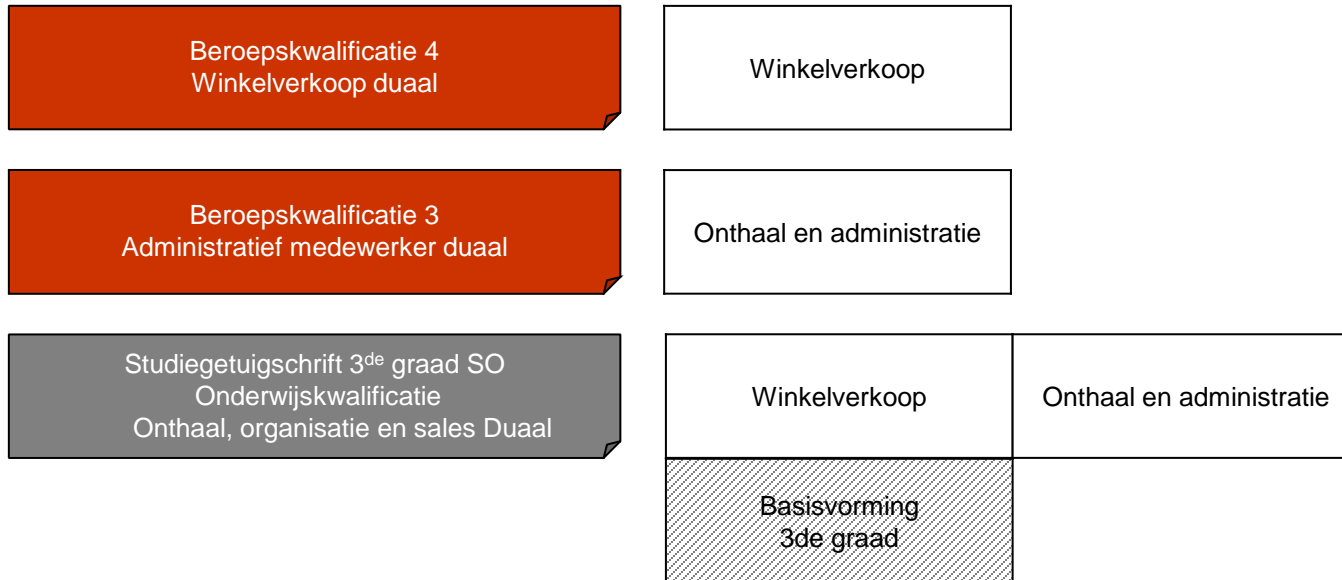 Beroepskwalificatie 4
Winkelverkoop duaal
Winkelverkoop
Beroepskwalificatie 3
Administratief medewerker duaal
Onthaal en administratie
Studiegetuigschrift 3de graad SO
Onderwijskwalificatie
Onthaal, organisatie en sales Duaal
Winkelverkoop
Onthaal en administratie
Basisvorming
3de graad